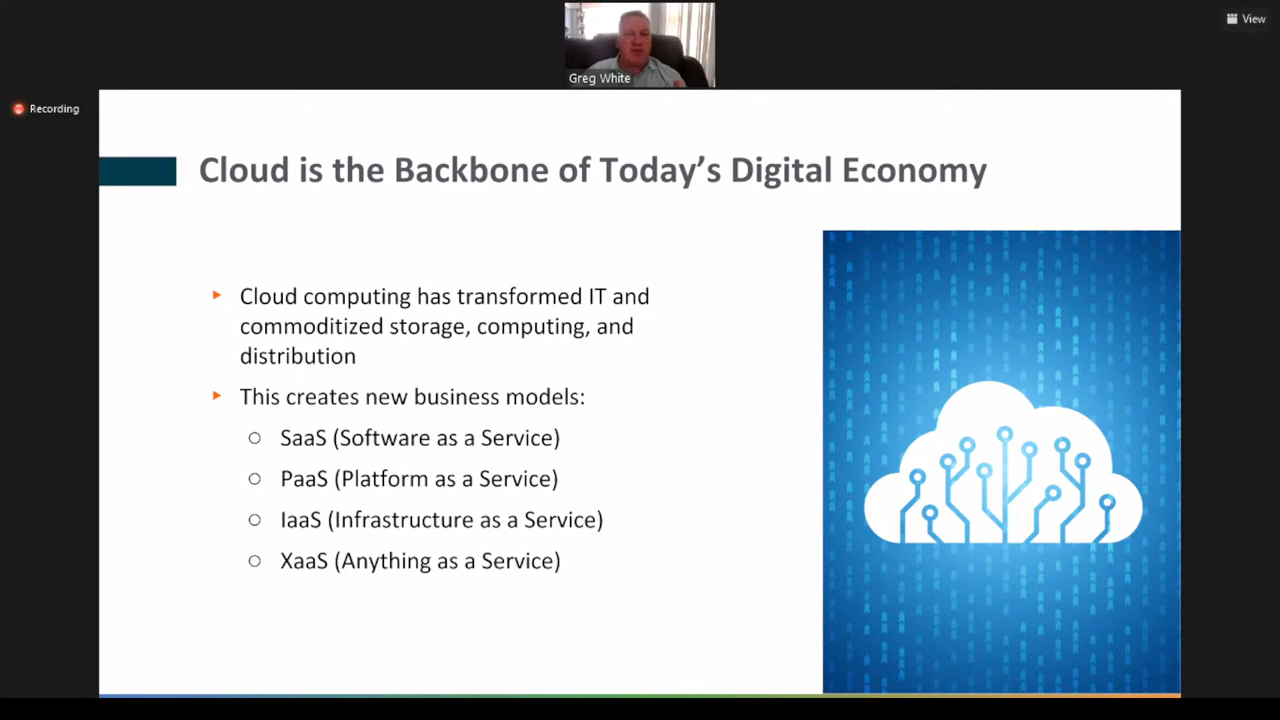 View
Greg White
Recording
Cloud is the Backbone of Today’s Digital Economy
Cloud computing has transformed IT and
commoditized storage, computing, and
distribution
This creates new business models:
SaaS (Software as a Service)
PaaS (Platform as a Service)
IaaS (Infrastructure as a Service)
XaaS (Anything as a Service)